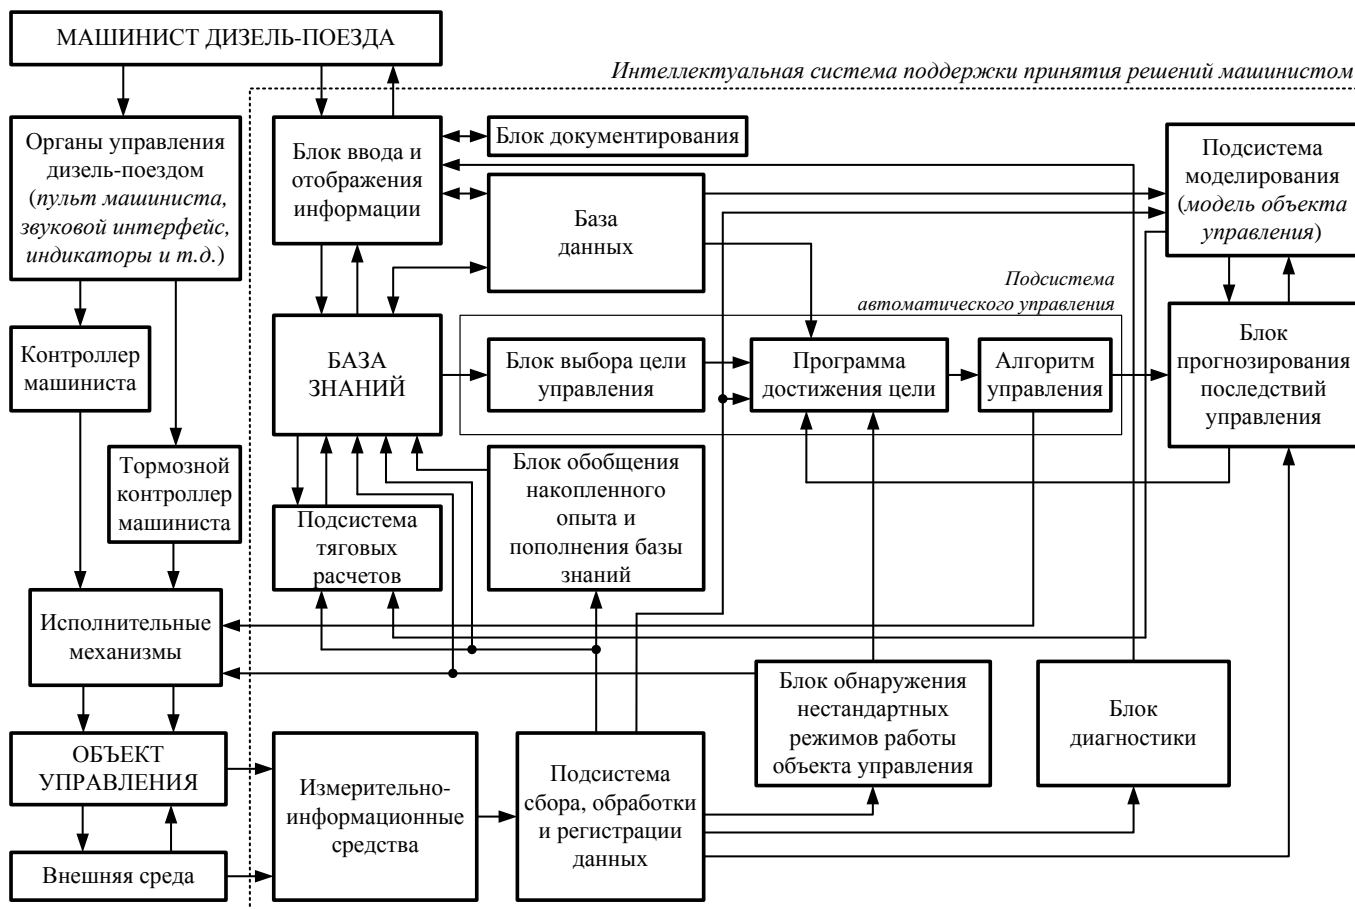 МАШИНИСТ ДИЗЕЛЬ-ПОЕЗДА
Интеллектуальная система поддержки принятия решений машинистом
Органы управления
дизель-поездом
(пульт машиниста,
звуковой интерфейс,
индикаторы и т.д.)
Блок ввода и
отображения
информации
Блок документирования
База
данных
Подсистема
моделирования
(модель объекта
управления)
Подсистема
автоматического управления
Контроллер
машиниста
БАЗА
ЗНАНИЙ
Блок выбора цели
управления
Программа
достижения цели
Алгоритм
управления
Блок
прогнозирования
последствий
управления
Тормозной
контроллер
машиниста
Подсистема
тяговых
расчетов
Блок обобщения
накопленного
опыта и
пополнения базы
знаний
Исполнительные
механизмы
Блок обнаружения
нестандартных
режимов работы
объекта управления
Блок
диагностики
ОБЪЕКТ
УПРАВЛЕНИЯ
Измерительно-
информационные
средства
Подсистема
сбора, обработки
и регистрации
данных
Внешняя среда